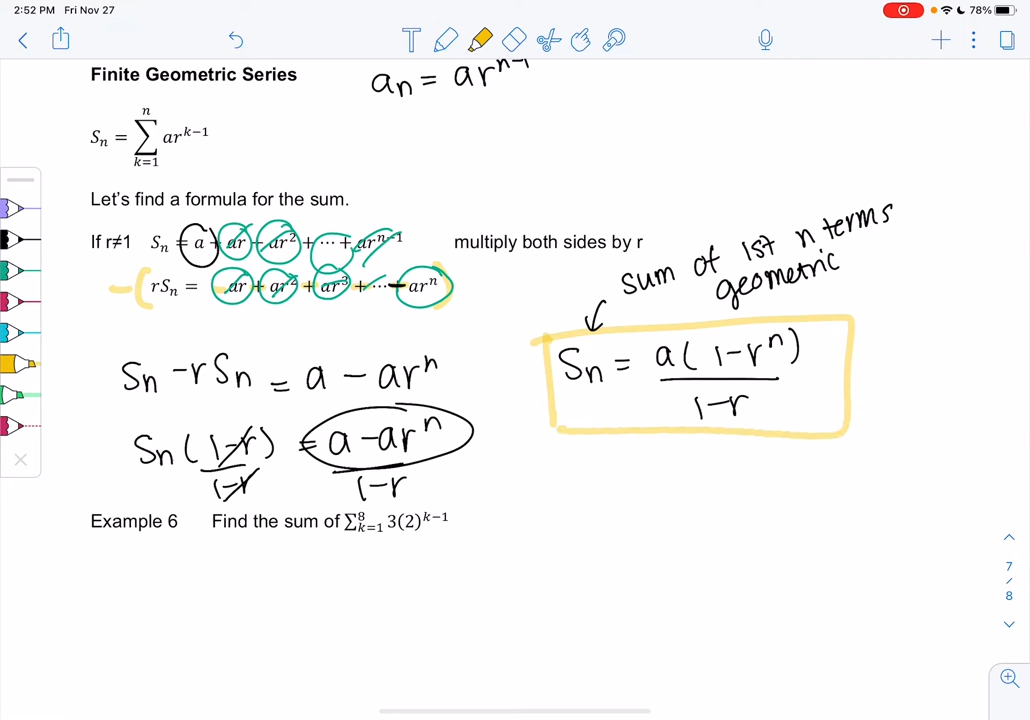 2:52 PM Fri Nov 27
78%
T
Finite Geometric Series
aₙ = arⁿ⁻¹
Sₙ = ∑ₖ₌₁ⁿ arᵏ⁻¹
Let's find a formula for the sum.
If r≠1 Sₙ = a + ar + ar² + ⋯ + arⁿ⁻¹ multiply both sides by r
− ( rSₙ = ar + ar² + ar³ + ⋯ + arⁿ )
sum of 1st n terms
geometric
Sₙ − rSₙ = a − arⁿ
Sₙ = a(1−rⁿ)
1−r
Sₙ (1−r) = a − arⁿ
1−r 1−r
Example 6 Find the sum of ∑ₖ₌₁⁸ 3(2)ᵏ⁻¹
7
/
8